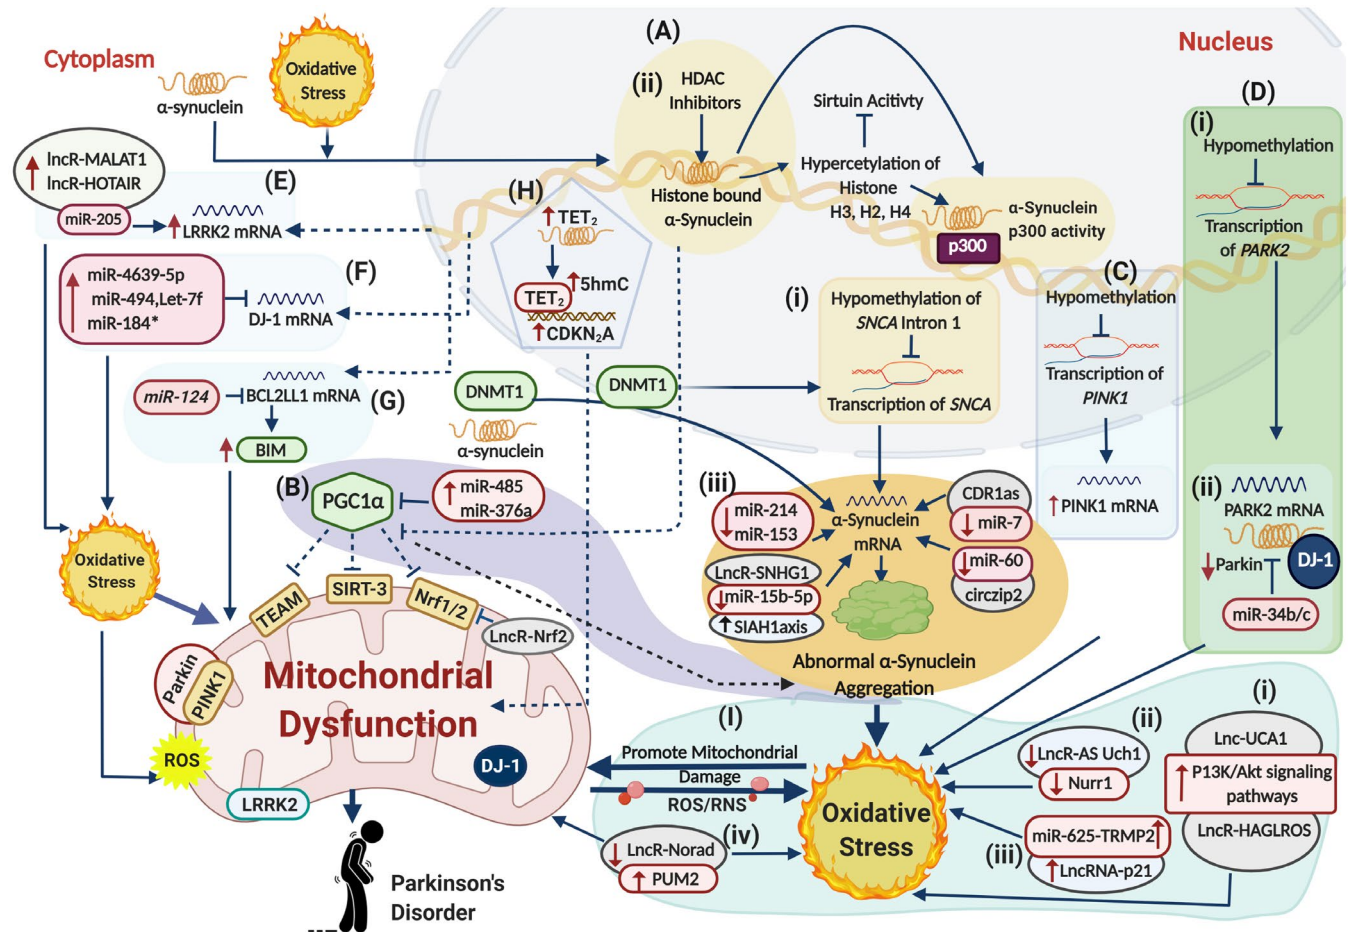 Cytoplasm
Nucleus
Oxidative
Stress
α-synuclein
(A)
(ii)
HDAC
Inhibitors
Histone bound
α-Synuclein
Sirtuin Acitivty
Hypercetylation of
Histone
H3, H2, H4
α-Synuclein
p300 activity
p300
(i)
Hypomethylation of
SNCA Intron 1
Transcription of SNCA
(C)
Hypomethylation
Transcription of
PINK1
PINK1 mRNA
(D)
(i)
Hypomethylation
Transcription
of PARK2
(ii)
PARK2 mRNA
Parkin
DJ-1
miR-34b/c
lncR-MALAT1
lncR-HOTAIR
miR-205
(E)
LRRK2 mRNA
(F)
miR-4639-5p
miR-494,Let-7f
miR-184*
DJ-1 mRNA
(G)
miR-124
BCL2LL1 mRNA
BIM
(H)
TET2
5hmC
TET2
CDKN2A
DNMT1
DNMT1
α-synuclein
(B)
PGC1α
miR-485
miR-376a
(iii)
miR-214
miR-153
LncR-SNHG1
miR-15b-5p
SIAH1axis
α-Synuclein
mRNA
CDR1as
miR-7
miR-60
circzip2
Abnormal α-Synuclein
Aggregation
Oxidative
Stress
TEAM
SIRT-3
Nrf1/2
LncR-Nrf2
Parkin
PINK1
ROS
LRRK2
DJ-1
Mitochondrial
Dysfunction
Parkinson's
Disorder
(I)
Promote Mitochondrial
Damage
ROS/RNS
Oxidative
Stress
(i)
Lnc-UCA1
P13K/Akt signaling
pathways
LncR-HAGLROS
(ii)
LncR-AS Uch1
Nurr1
(iii)
miR-625-TRMP2
LncRNA-p21
(iv)
LncR-Norad
PUM2